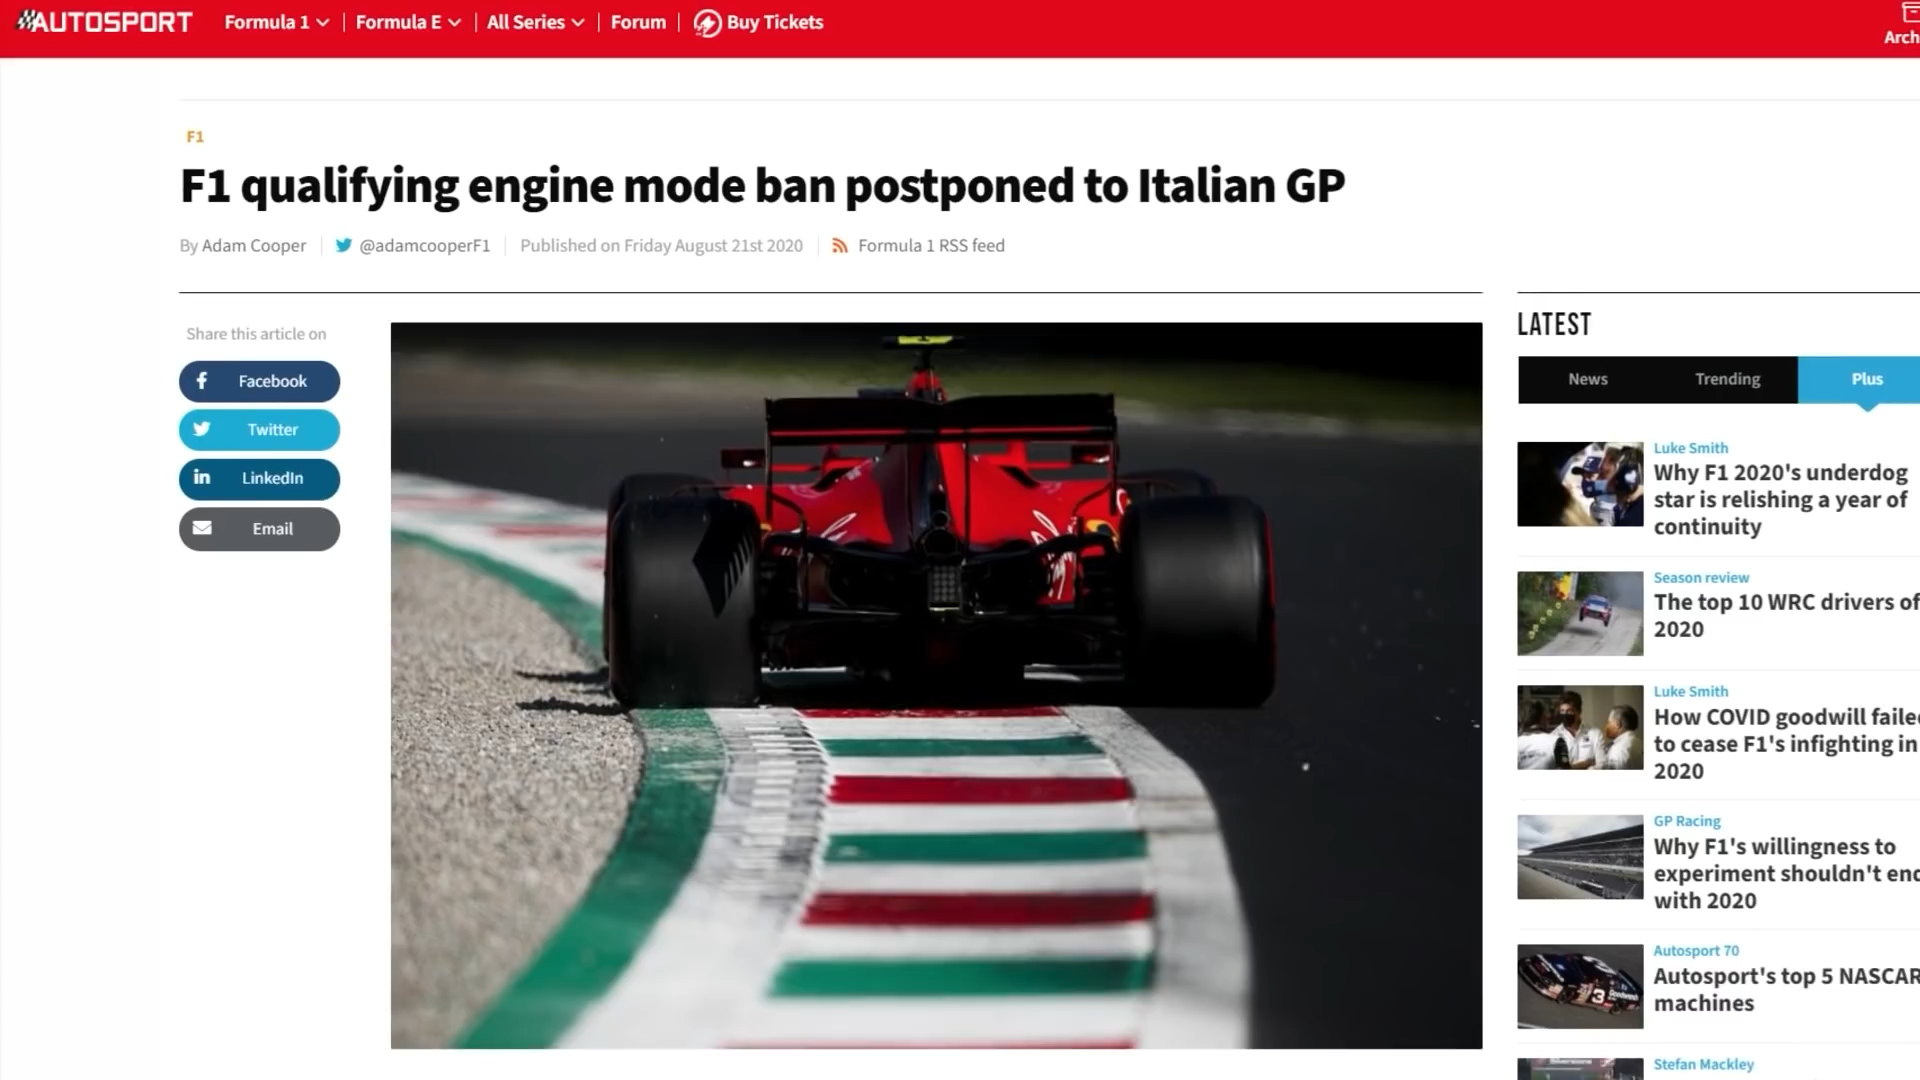 AUTOSPORT
Formula 1
Formula E
All Series
Forum
Buy Tickets
Arch
F1
F1 qualifying engine mode ban postponed to Italian GP
By Adam Cooper
@adamcooperF1
Published on Friday August 21st 2020
Formula 1 RSS feed
Share this article on
Facebook
Twitter
LinkedIn
Email
LATEST
News
Trending
Plus
Luke Smith
Why F1 2020's underdog
star is relishing a year of
continuity
Season review
The top 10 WRC drivers of
2020
Luke Smith
How COVID goodwill failed
to cease F1's infighting in
2020
GP Racing
Why F1's willingness to
experiment shouldn't end
with 2020
Autosport 70
Autosport's top 5 NASCAR
machines
3
Stefan Mackley